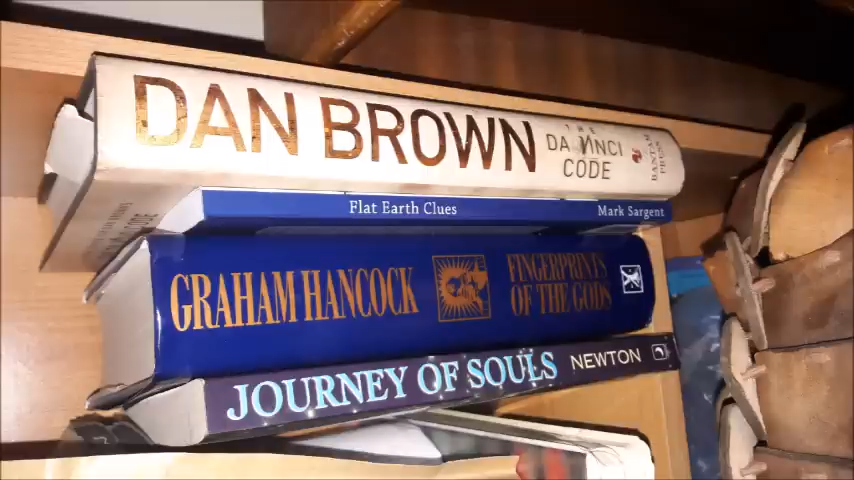 DAN BROWN
THE
DA VINCI
CODE
BANTAM
PRESS
Flat Earth Clues
Mark Sargent
GRAHAM HANCOCK
FINGERPRINTS
OF THE GODS
JOURNEY OF SOULS
NEWTON